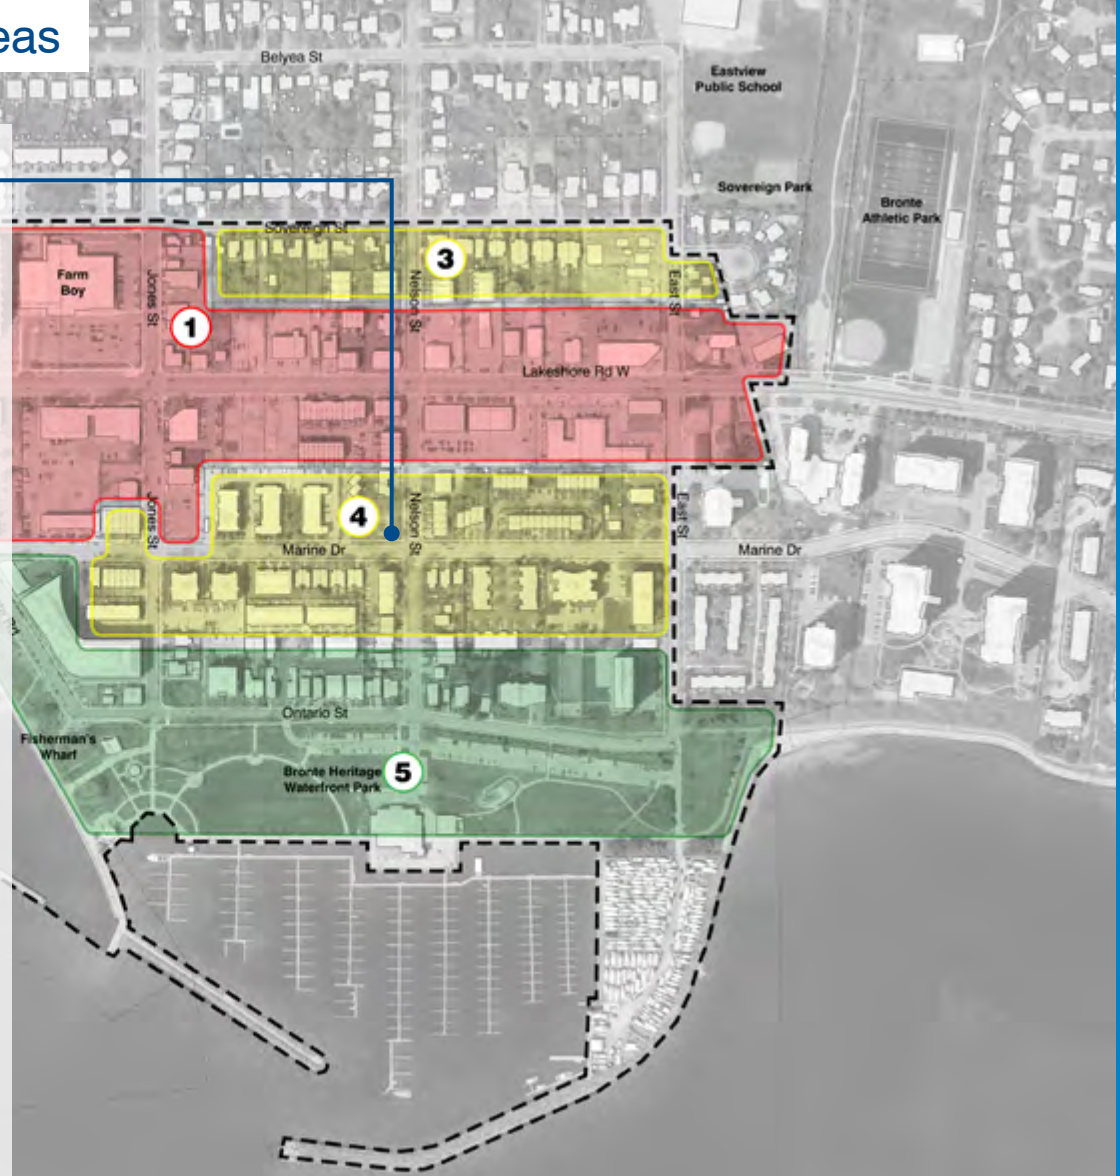 eas
Belyea St
Eastview
Public School
Sovereign Park
Bronte
Athletic Park
Sovereign St
3
Farm
Boy
Jones St
Nelson St
East St
1
Lakeshore Rd W
4
Jones St
Nelson St
East St
Marine Dr
Marine Dr
Ontario St
Fisherman's
Wharf
Bronte Heritage
Waterfront Park
5